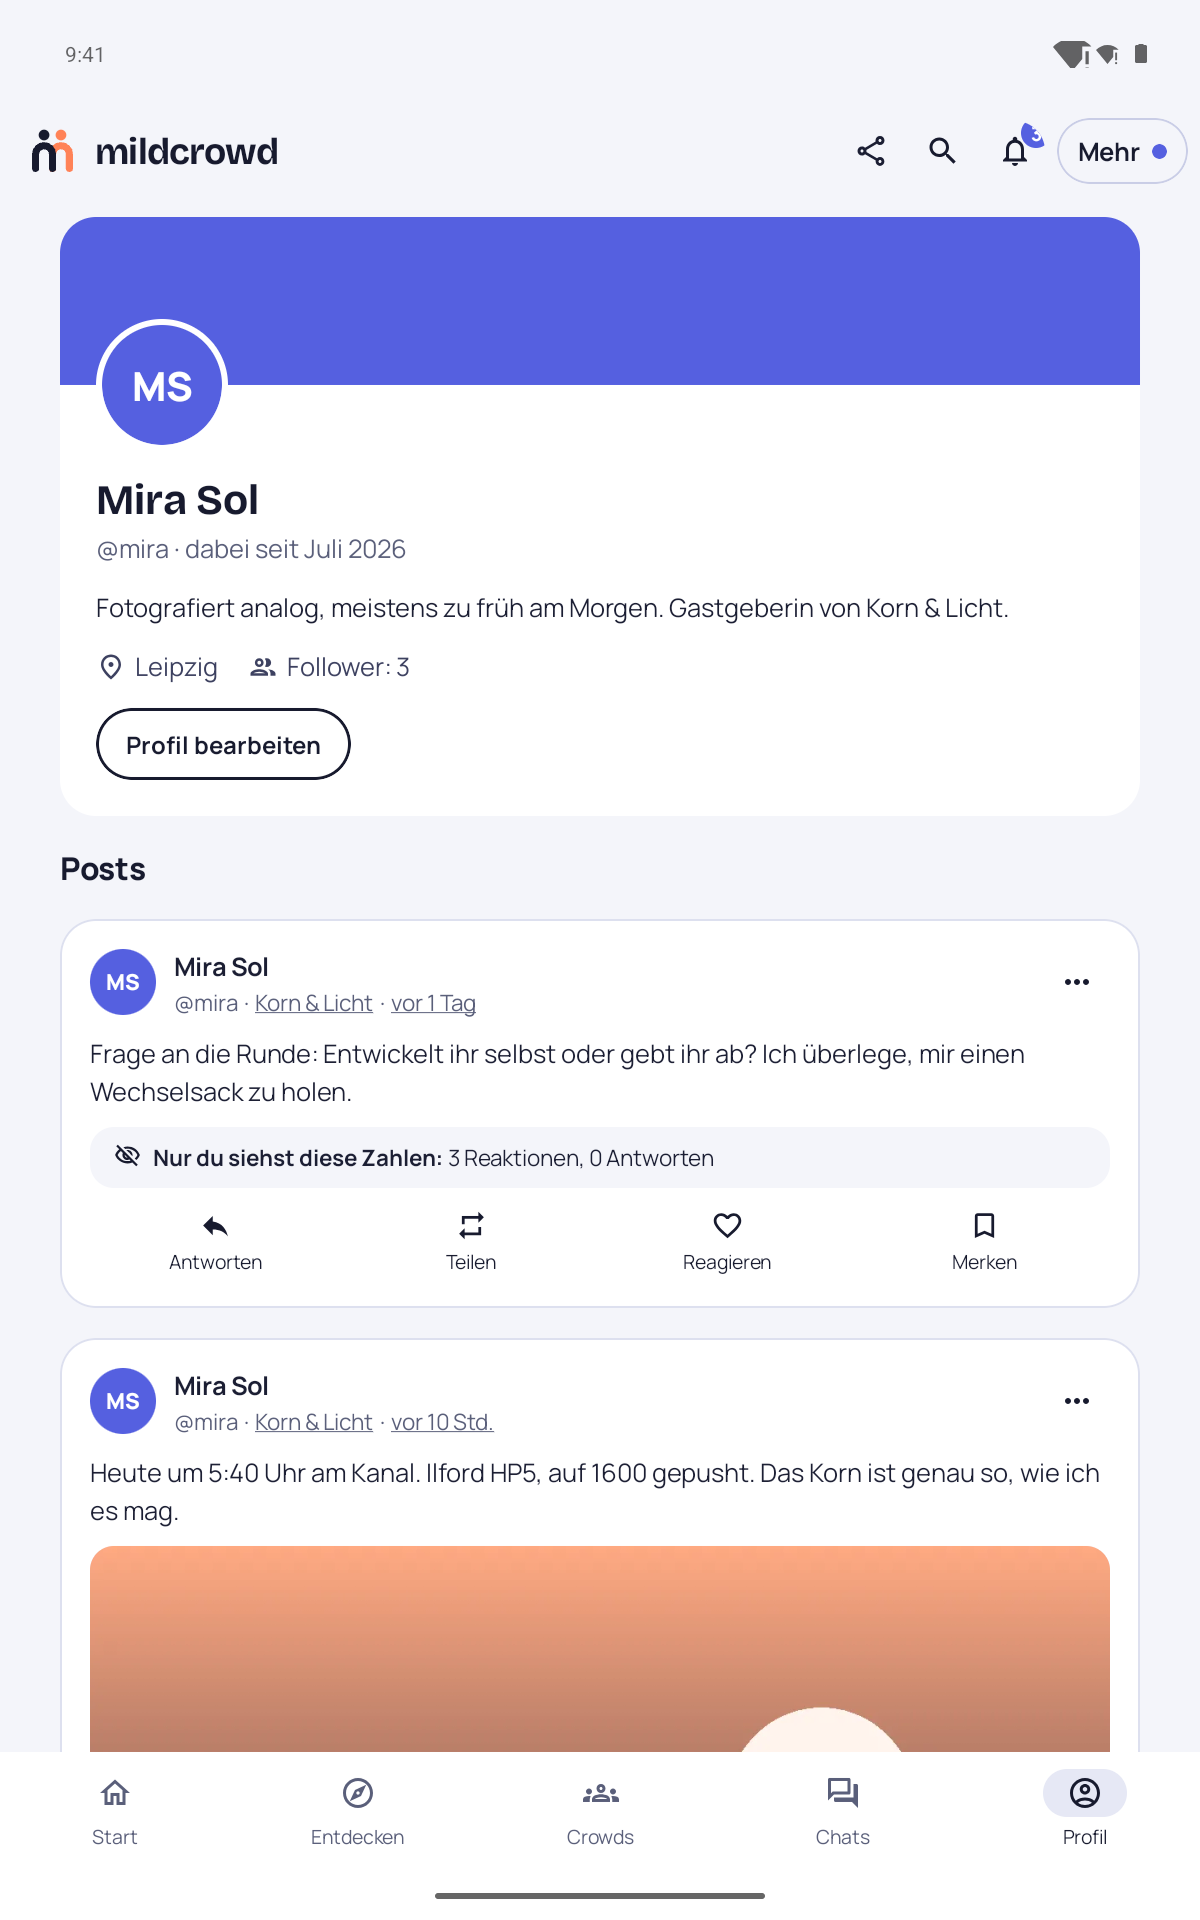 9:41
mildcrowd
3
Mehr
MS
Mira Sol
@mira · dabei seit Juli 2026
Fotografiert analog, meistens zu früh am Morgen. Gastgeberin von Korn & Licht.
Leipzig
Follower: 3
Profil bearbeiten
Posts
MS
Mira Sol
@mira · Korn & Licht · vor 1 Tag
Frage an die Runde: Entwickelt ihr selbst oder gebt ihr ab? Ich überlege, mir einen
Wechselsack zu holen.
Nur du siehst diese Zahlen: 3 Reaktionen, 0 Antworten
Antworten
Teilen
Reagieren
Merken
MS
Mira Sol
@mira · Korn & Licht · vor 10 Std.
Heute um 5:40 Uhr am Kanal. Ilford HP5, auf 1600 gepusht. Das Korn ist genau so, wie ich
es mag.
Start
Entdecken
Crowds
Chats
Profil